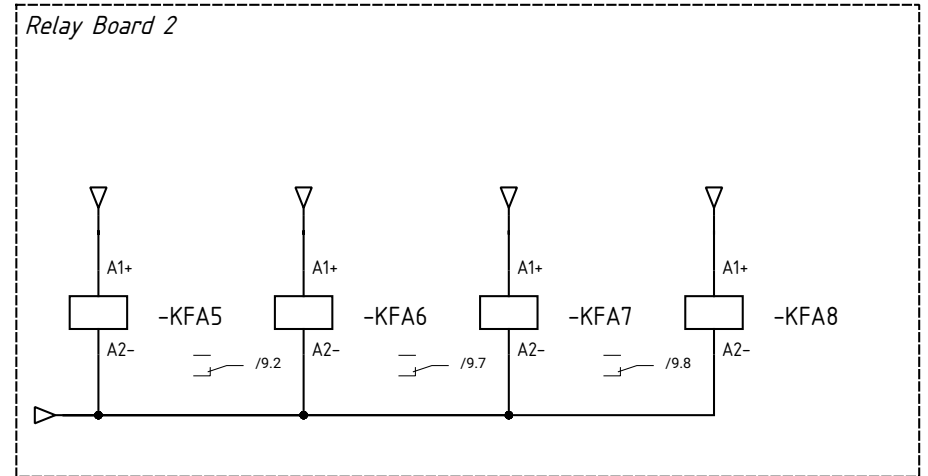 Relay Board 2
A1+ A1+ A1+ A1+
-KFA5 -KFA6 -KFA7 -KFA8
A2- A2- A2- A2-
/9.2 /9.7 /9.8